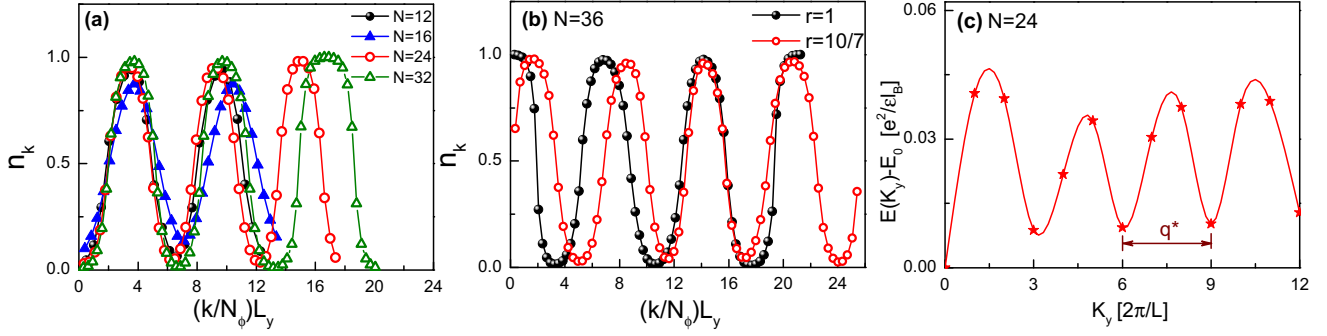 (a)
N=12
N=16
N=24
N=32
n_k
1.0
0.5
0.0
0 4 8 12 16 20 24
(k/N_ϕ)L_y
(b) N=36
r=1
r=10/7
n_k
1.0
0.5
0.0
0 4 8 12 16 20 24
(k/N_ϕ)L_y
(c) N=24
E(K_y)-E_0 [e²/εl_B]
0.06
0.03
0.00
q*
0 3 6 9 12
K_y [2π/L]